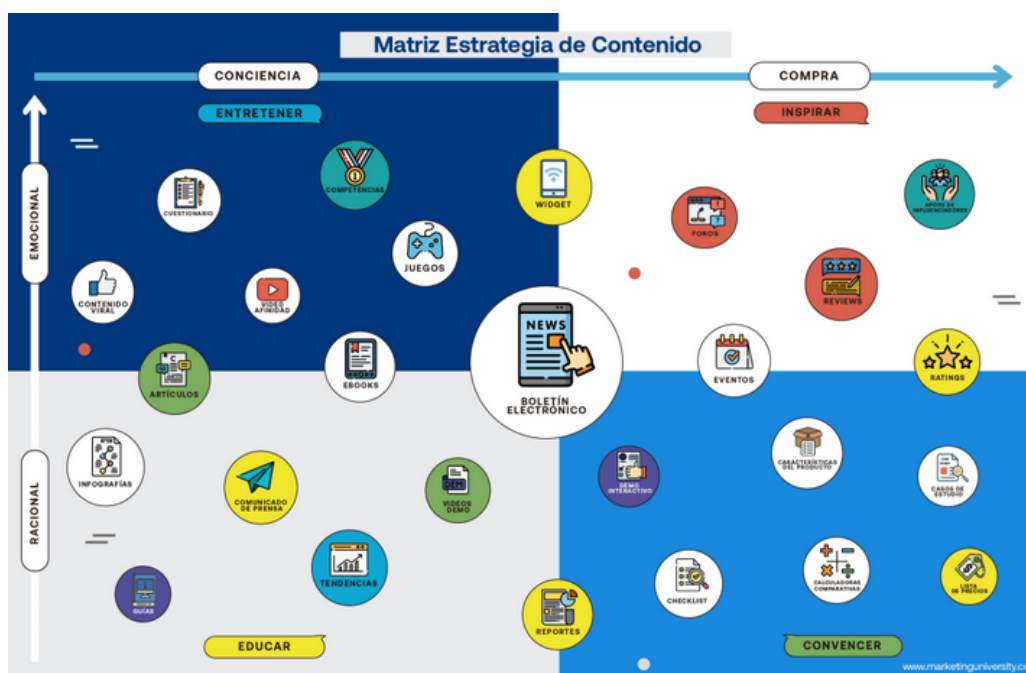 Matriz Estrategia de Contenido
CONCIENCIA
COMPRA
ENTRETENER
INSPIRAR
EMOCIONAL
RACIONAL
CUESTIONARIO
COMPETENCIAS
WIDGET
FOROS
APOYO DE
INFLUENCIADORES
JUEGOS
CONTENIDO
VIRAL
VIDEO
AFINIDAD
REVIEWS
NEWS
BOLETÍN
ELECTRÓNICO
ARTÍCULOS
EBOOKS
EVENTOS
RATINGS
INFOGRAFÍAS
COMUNICADO
DE PRENSA
DEM
VIDEOS
DEMO
DEMO
INTERACTIVO
CARACTERÍSTICAS
DEL PRODUCTO
CASOS DE
ESTUDIO
GUÍAS
TENDENCIAS
REPORTES
CHECKLIST
CALCULADORAS
COMPARATIVAS
LISTA
DE PRECIOS
EDUCAR
CONVENCER
www.marketinguniversity.co